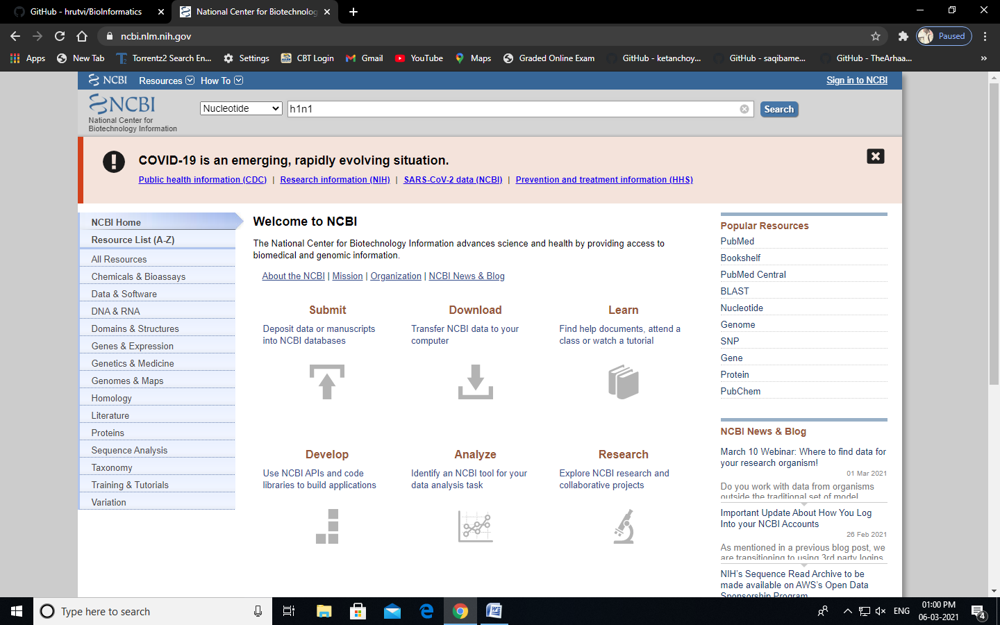 GitHub - hrutvi/BioInformatics
National Center for Biotechnolog
ncbi.nlm.nih.gov
Paused
Apps
New Tab
Torrentz2 Search En...
Settings
CBT Login
Gmail
YouTube
Maps
Graded Online Exam
GitHub - ketanchoy...
GitHub - saqibame...
GitHub - TheArhaa...
»
NCBI Resources How To
Sign in to NCBI
NCBI
National Center for
Biotechnology Information
Nucleotide
h1n1
Search
COVID-19 is an emerging, rapidly evolving situation.
Public health information (CDC) | Research information (NIH) | SARS-CoV-2 data (NCBI) | Prevention and treatment information (HHS)
NCBI Home
Resource List (A-Z)
All Resources
Chemicals & Bioassays
Data & Software
DNA & RNA
Domains & Structures
Genes & Expression
Genetics & Medicine
Genomes & Maps
Homology
Literature
Proteins
Sequence Analysis
Taxonomy
Training & Tutorials
Variation
Welcome to NCBI
The National Center for Biotechnology Information advances science and health by providing access to
biomedical and genomic information.
About the NCBI | Mission | Organization | NCBI News & Blog
Submit
Deposit data or manuscripts
into NCBI databases
Download
Transfer NCBI data to your
computer
Learn
Find help documents, attend a
class or watch a tutorial
Develop
Use NCBI APIs and code
libraries to build applications
Analyze
Identify an NCBI tool for your
data analysis task
Research
Explore NCBI research and
collaborative projects
Popular Resources
PubMed
Bookshelf
PubMed Central
BLAST
Nucleotide
Genome
SNP
Gene
Protein
PubChem
NCBI News & Blog
March 10 Webinar: Where to find data for
your research organism!
01 Mar 2021
Do you work with data from organisms
outside the traditional set of model
Important Update About How You Log
Into your NCBI Accounts
26 Feb 2021
As mentioned in a previous blog post, we
are transitioning to using 3rd party logins
NIH's Sequence Read Archive to be
made available on AWS's Open Data
Sponsorship Program
Type here to search
ENG
01:00 PM
06-03-2021
4